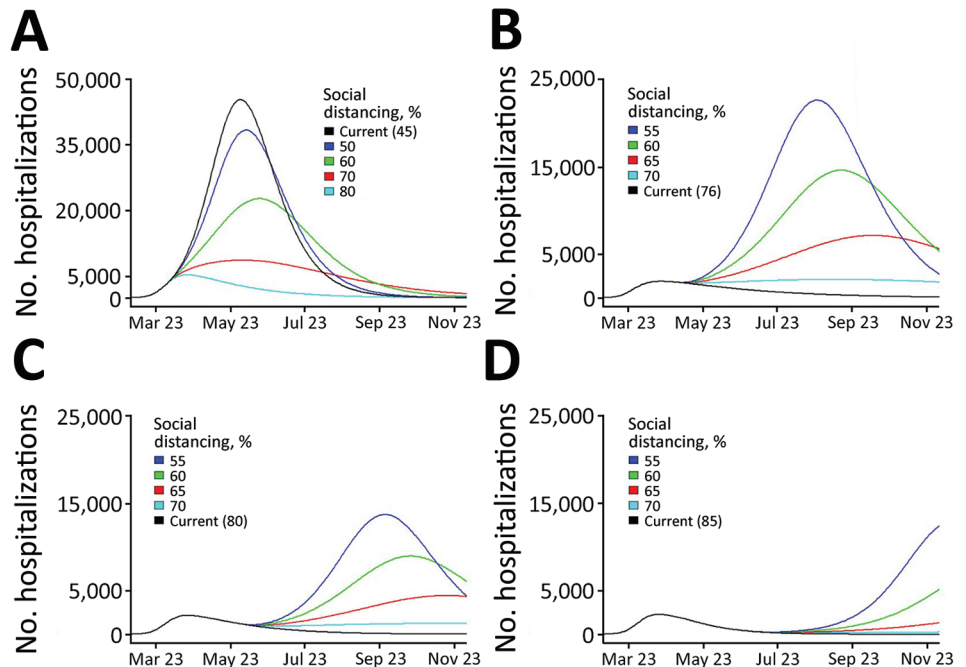 A
No. hospitalizations
50,000
35,000
20,000
5,000
0
Social
distancing, %
Current (45)
50
60
70
80
Mar 23 May 23 Jul 23 Sep 23 Nov 23
B
No. hospitalizations
25,000
15,000
5,000
0
Social
distancing, %
55
60
65
70
Current (76)
Mar 23 May 23 Jul 23 Sep 23 Nov 23
C
No. hospitalizations
25,000
15,000
5,000
0
Social
distancing, %
55
60
65
70
Current (80)
Mar 23 May 23 Jul 23 Sep 23 Nov 23
D
No. hospitalizations
25,000
15,000
5,000
0
Social
distancing, %
55
60
65
70
Current (85)
Mar 23 May 23 Jul 23 Sep 23 Nov 23